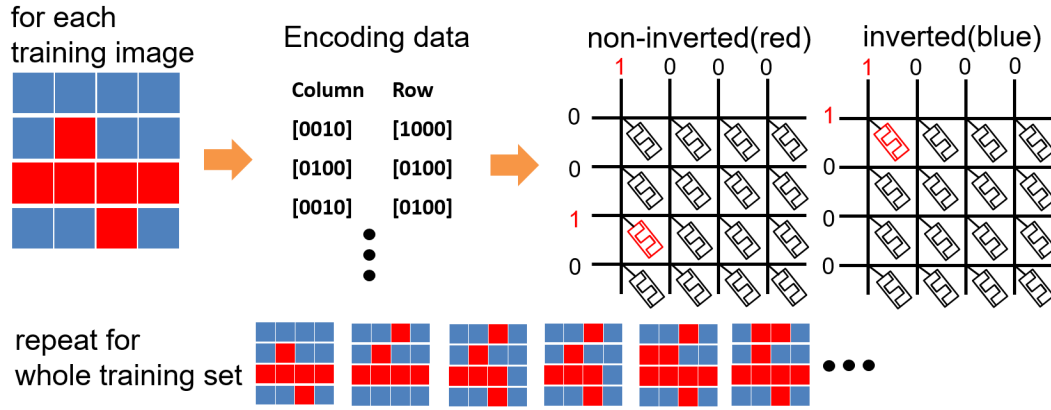 for each
training image
Encoding data
Column Row
[0010] [1000]
[0100] [0100]
[0010] [0100]
non-inverted(red)
1 0 0 0
0
0
1
0
inverted(blue)
1 0 0 0
1
0
0
0
repeat for
whole training set